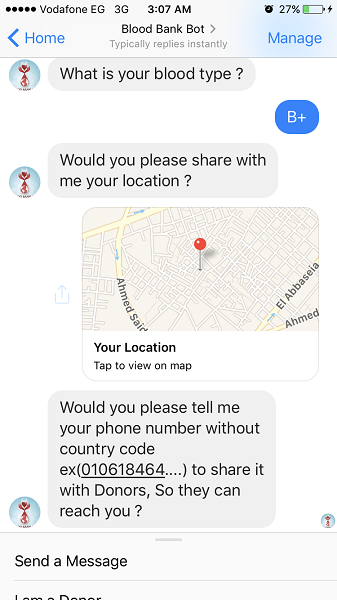 Vodafone EG 3G 3:07 AM 27%
Home
Blood Bank Bot
Typically replies instantly
Manage
What is your blood type ?
B+
Would you please share with
me your location ?
Ahmed Said
El Abbaseia
Ahmed
Your Location
Tap to view on map
Would you please tell me
your phone number without
country code
ex(010618464....) to share it
with Donors, So they can
reach you ?
Send a Message
I am a Donor